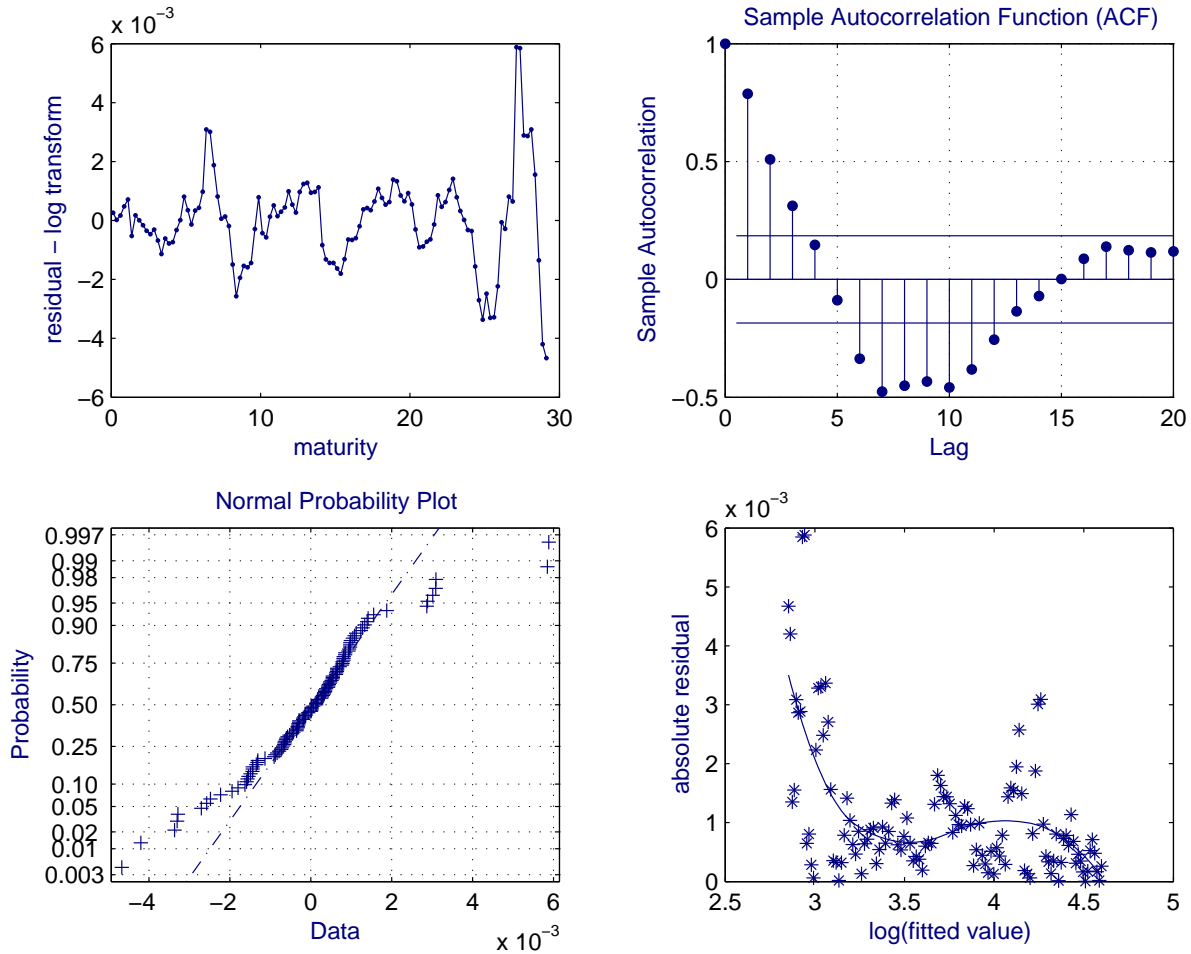 x 10⁻³
6
4
2
0
−2
−4
−6
0 10 20 30
residual − log transform
maturity
Sample Autocorrelation Function (ACF)
1
0.5
0
−0.5
0 5 10 15 20
Sample Autocorrelation
Lag
Normal Probability Plot
0.997
0.99
0.98
0.95
0.90
0.75
0.50
0.25
0.10
0.05
0.02
0.01
0.003
−4 −2 0 2 4 6
x 10⁻³
Probability
Data
x 10⁻³
6
5
4
3
2
1
0
2.5 3 3.5 4 4.5 5
absolute residual
log(fitted value)